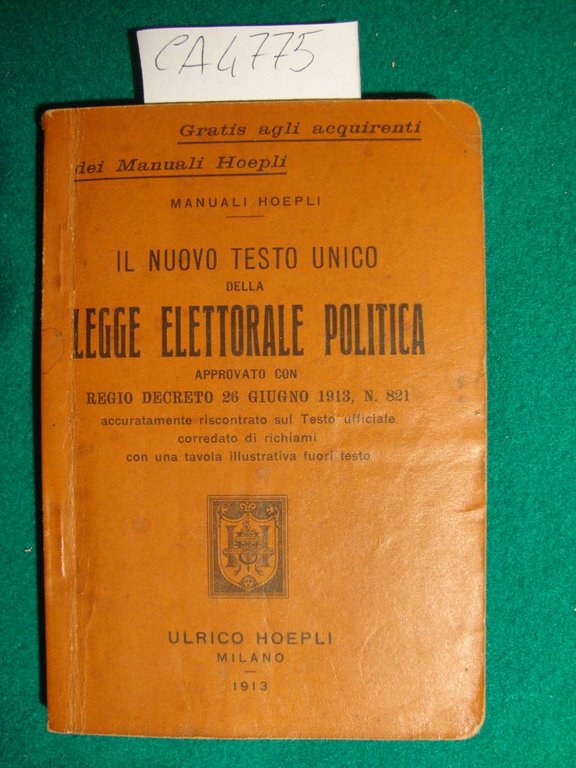 CA4775
Gratis agli acquirenti
dei Manuali Hoepli
MANUALI HOEPLI
IL NUOVO TESTO UNICO
DELLA
LEGGE ELETTORALE POLITICA
APPROVATO CON
REGIO DECRETO 26 GIUGNO 1913, N. 821
accuratamente riscontrato sul Testo ufficiale
corredato di richiami
con una tavola illustrativa fuori testo
ULRICO HOEPLI
MILANO
1913